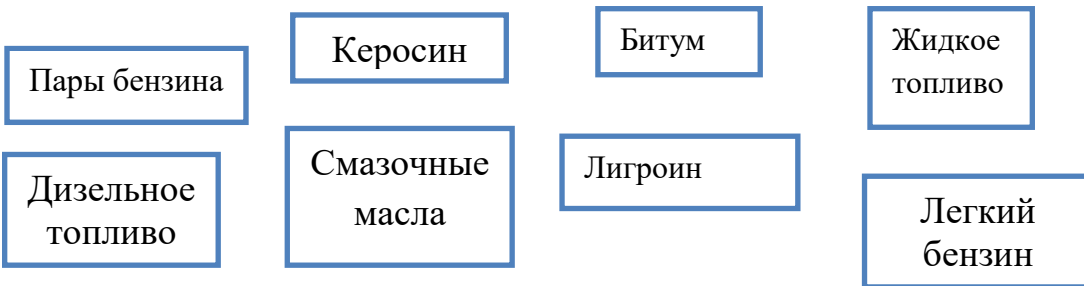 Пары бензина
Керосин
Битум
Жидкое
топливо
Дизельное
топливо
Смазочные
масла
Лигроин
Легкий
бензин